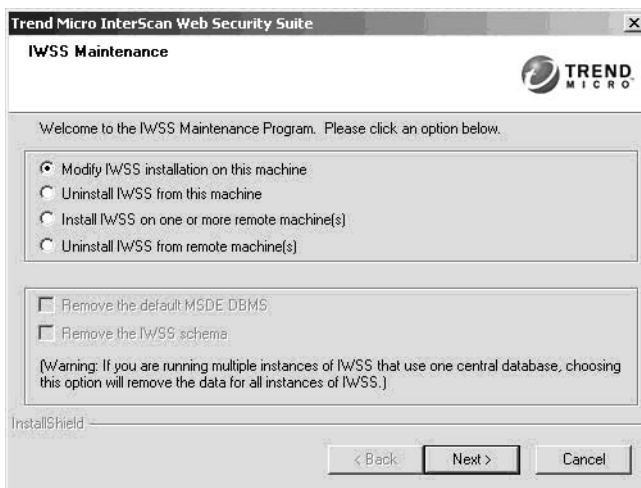 Trend Micro InterScan Web Security Suite
IWSS Maintenance
TREND
MICRO
Welcome to the IWSS Maintenance Program. Please click an option below.
Modify IWSS installation on this machine
Uninstall IWSS from this machine
Install IWSS on one or more remote machine(s)
Uninstall IWSS from remote machine(s)
Remove the default MSDE DBMS
Remove the IWSS schema
(Warning: If you are running multiple instances of IWSS that use one central database, choosing
this option will remove the data for all instances of IWSS.)
InstallShield
< Back
Next >
Cancel